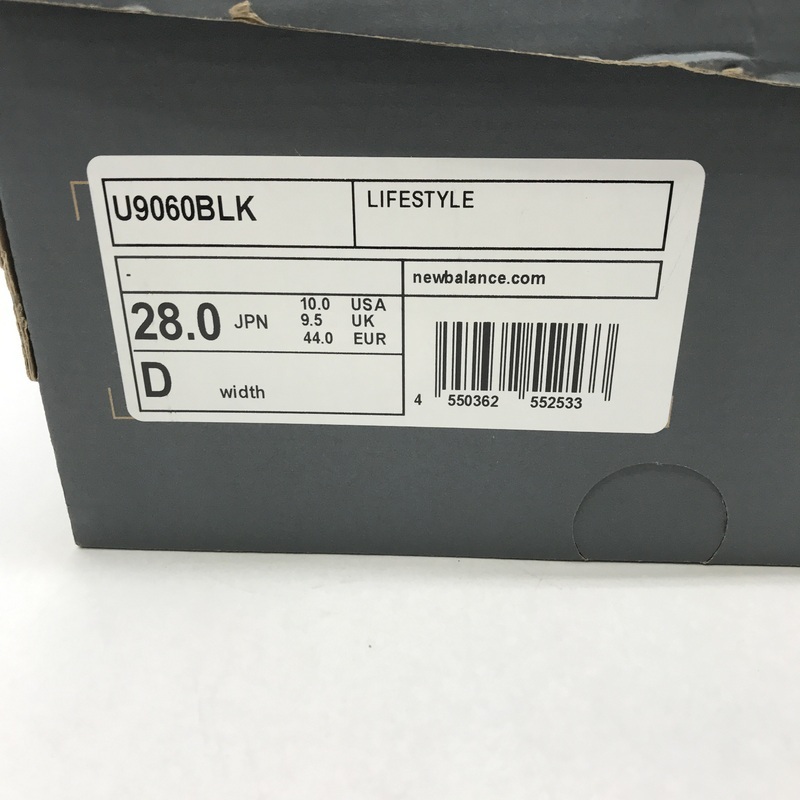 U9060BLK
LIFESTYLE
-
newbalance.com
28.0 JPN
10.0 USA
9.5 UK
44.0 EUR
D width
4 550362 552533